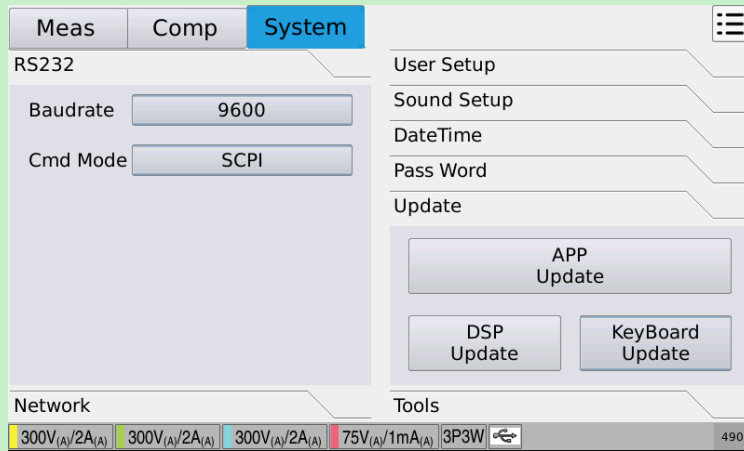 Meas Comp System
RS232
Baudrate 9600
Cmd Mode SCPI
Network
User Setup
Sound Setup
DateTime
Pass Word
Update
APP
Update
DSP
Update
KeyBoard
Update
Tools
300V(A)/2A(A) 300V(A)/2A(A) 300V(A)/2A(A) 75V(A)/1mA(A) 3P3W 490